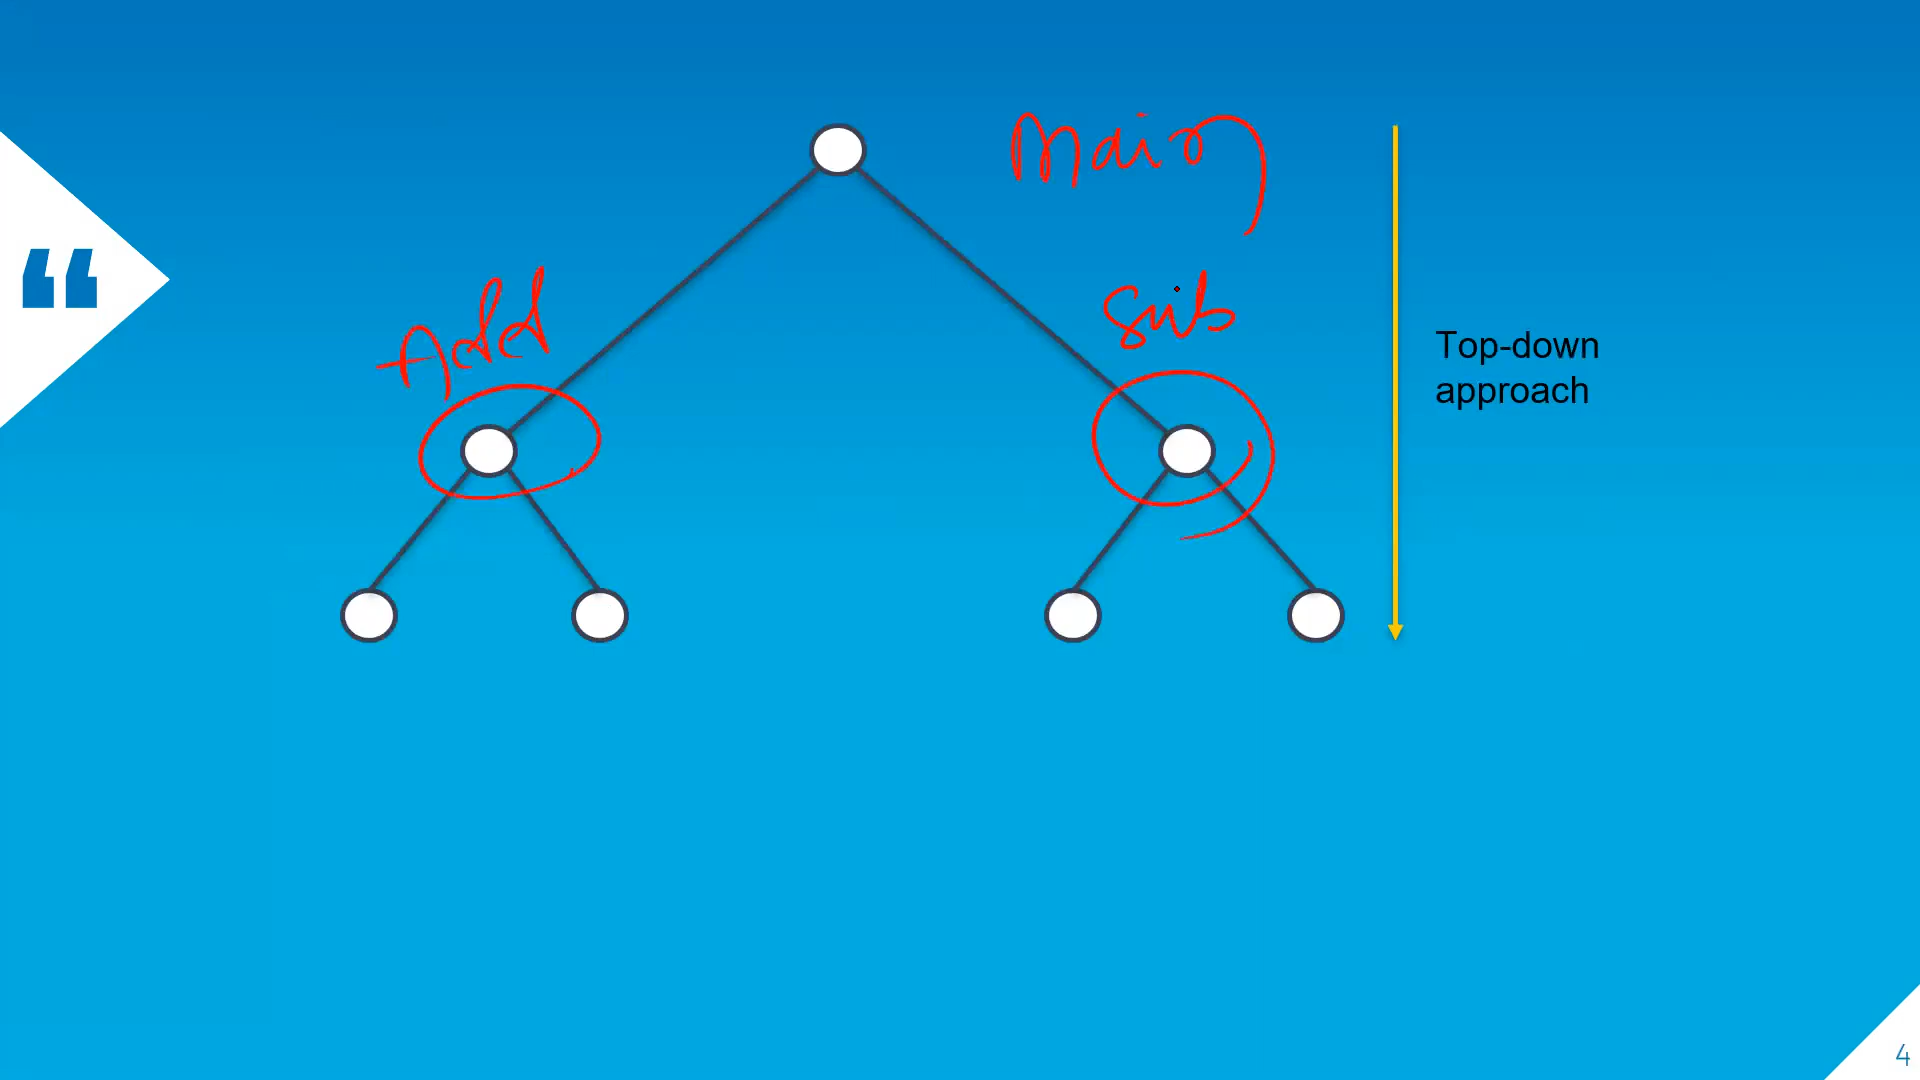 Main
“
Add
Sub
Top-down
approach
4